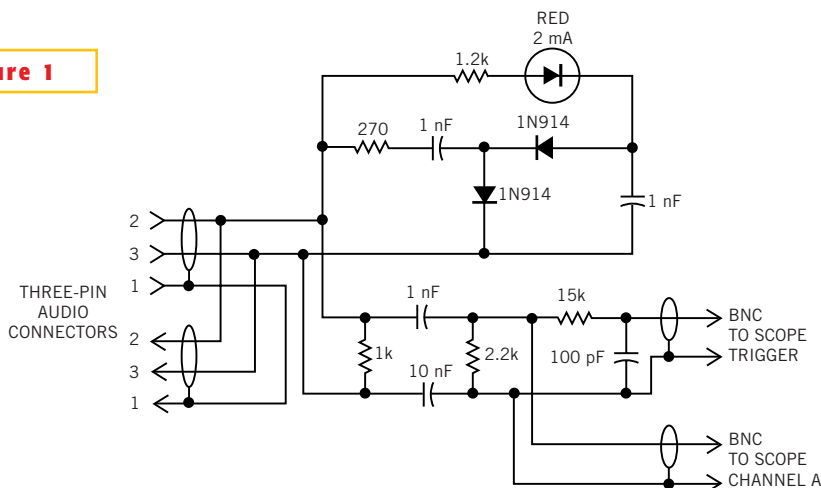 ure 1
RED
2 mA
1.2k
270
1 nF
1N914
1N914
1 nF
2
3
1
THREE-PIN
AUDIO
CONNECTORS
2
3
1
1 nF
15k
1k
2.2k
10 nF
100 pF
BNC
TO SCOPE
TRIGGER
BNC
TO SCOPE
CHANNEL A